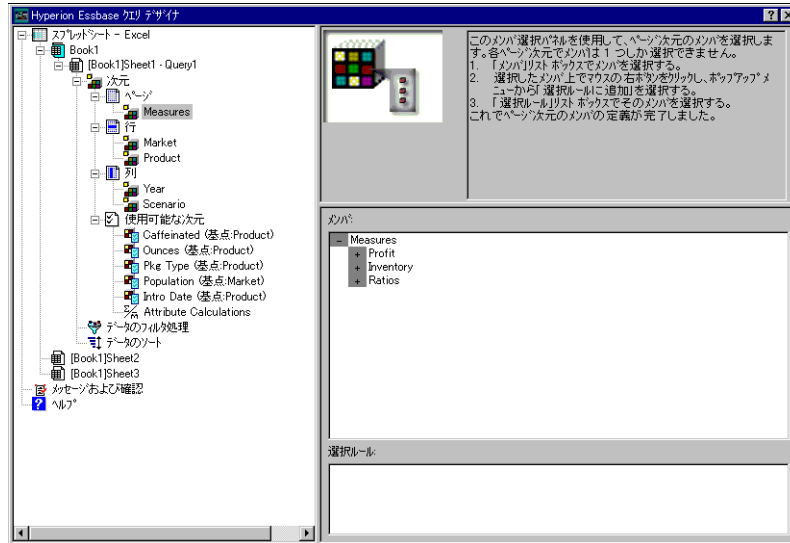 Hyperion Essbase クエリ デザイナ
スプレッドシート - Excel
Book1
[Book1]Sheet1 - Query1
次元
ページ
Measures
行
Market
Product
列
Year
Scenario
使用可能な次元
Caffeinated (基点:Product)
Ounces (基点:Product)
Pkg Type (基点:Product)
Population (基点:Market)
Intro Date (基点:Product)
Attribute Calculations
データのフィルタ処理
データのソート
[Book1]Sheet2
[Book1]Sheet3
メッセージおよび確認
ヘルプ
このメンバ選択パネルを使用して、ページ次元のメンバを選択しま
す。各ページ次元でメンバは 1 つしか選択できません。
1. 「メンバ」リスト ボックスでメンバを選択する。
2. 選択したメンバ上でマウスの右ボタンをクリックし、ポップアップ メ
ニューから「選択ルールに追加」を選択する。
3. 「選択ルール」リスト ボックスでそのメンバを選択する。
これでページ次元のメンバの定義が完了しました。
メンバ:
Measures
Profit
Inventory
Ratios
選択ルール: